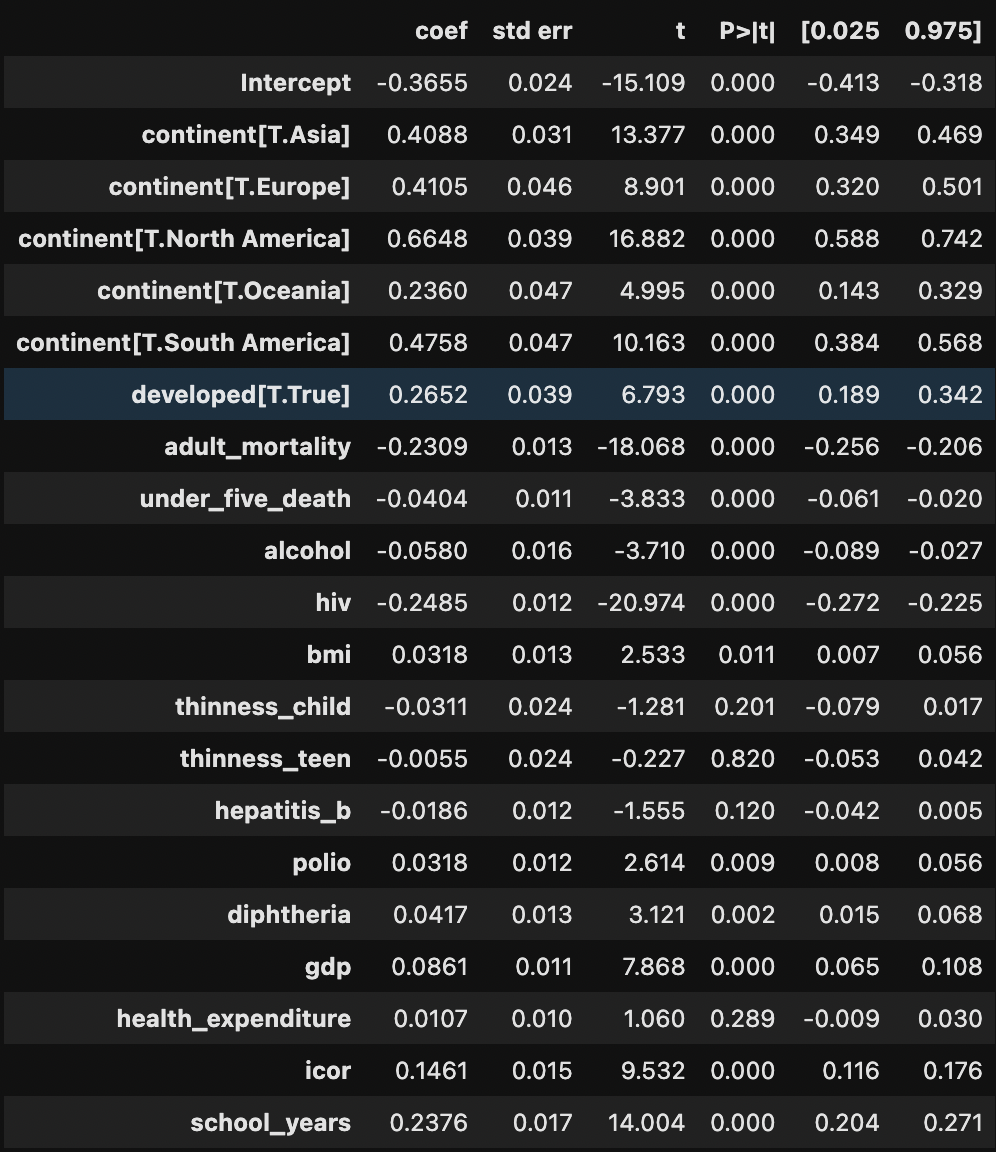 coef std err t P>|t| [0.025 0.975]
Intercept -0.3655 0.024 -15.109 0.000 -0.413 -0.318
continent[T.Asia] 0.4088 0.031 13.377 0.000 0.349 0.469
continent[T.Europe] 0.4105 0.046 8.901 0.000 0.320 0.501
continent[T.North America] 0.6648 0.039 16.882 0.000 0.588 0.742
continent[T.Oceania] 0.2360 0.047 4.995 0.000 0.143 0.329
continent[T.South America] 0.4758 0.047 10.163 0.000 0.384 0.568
developed[T.True] 0.2652 0.039 6.793 0.000 0.189 0.342
adult_mortality -0.2309 0.013 -18.068 0.000 -0.256 -0.206
under_five_death -0.0404 0.011 -3.833 0.000 -0.061 -0.020
alcohol -0.0580 0.016 -3.710 0.000 -0.089 -0.027
hiv -0.2485 0.012 -20.974 0.000 -0.272 -0.225
bmi 0.0318 0.013 2.533 0.011 0.007 0.056
thinness_child -0.0311 0.024 -1.281 0.201 -0.079 0.017
thinness_teen -0.0055 0.024 -0.227 0.820 -0.053 0.042
hepatitis_b -0.0186 0.012 -1.555 0.120 -0.042 0.005
polio 0.0318 0.012 2.614 0.009 0.008 0.056
diphtheria 0.0417 0.013 3.121 0.002 0.015 0.068
gdp 0.0861 0.011 7.868 0.000 0.065 0.108
health_expenditure 0.0107 0.010 1.060 0.289 -0.009 0.030
icor 0.1461 0.015 9.532 0.000 0.116 0.176
school_years 0.2376 0.017 14.004 0.000 0.204 0.271